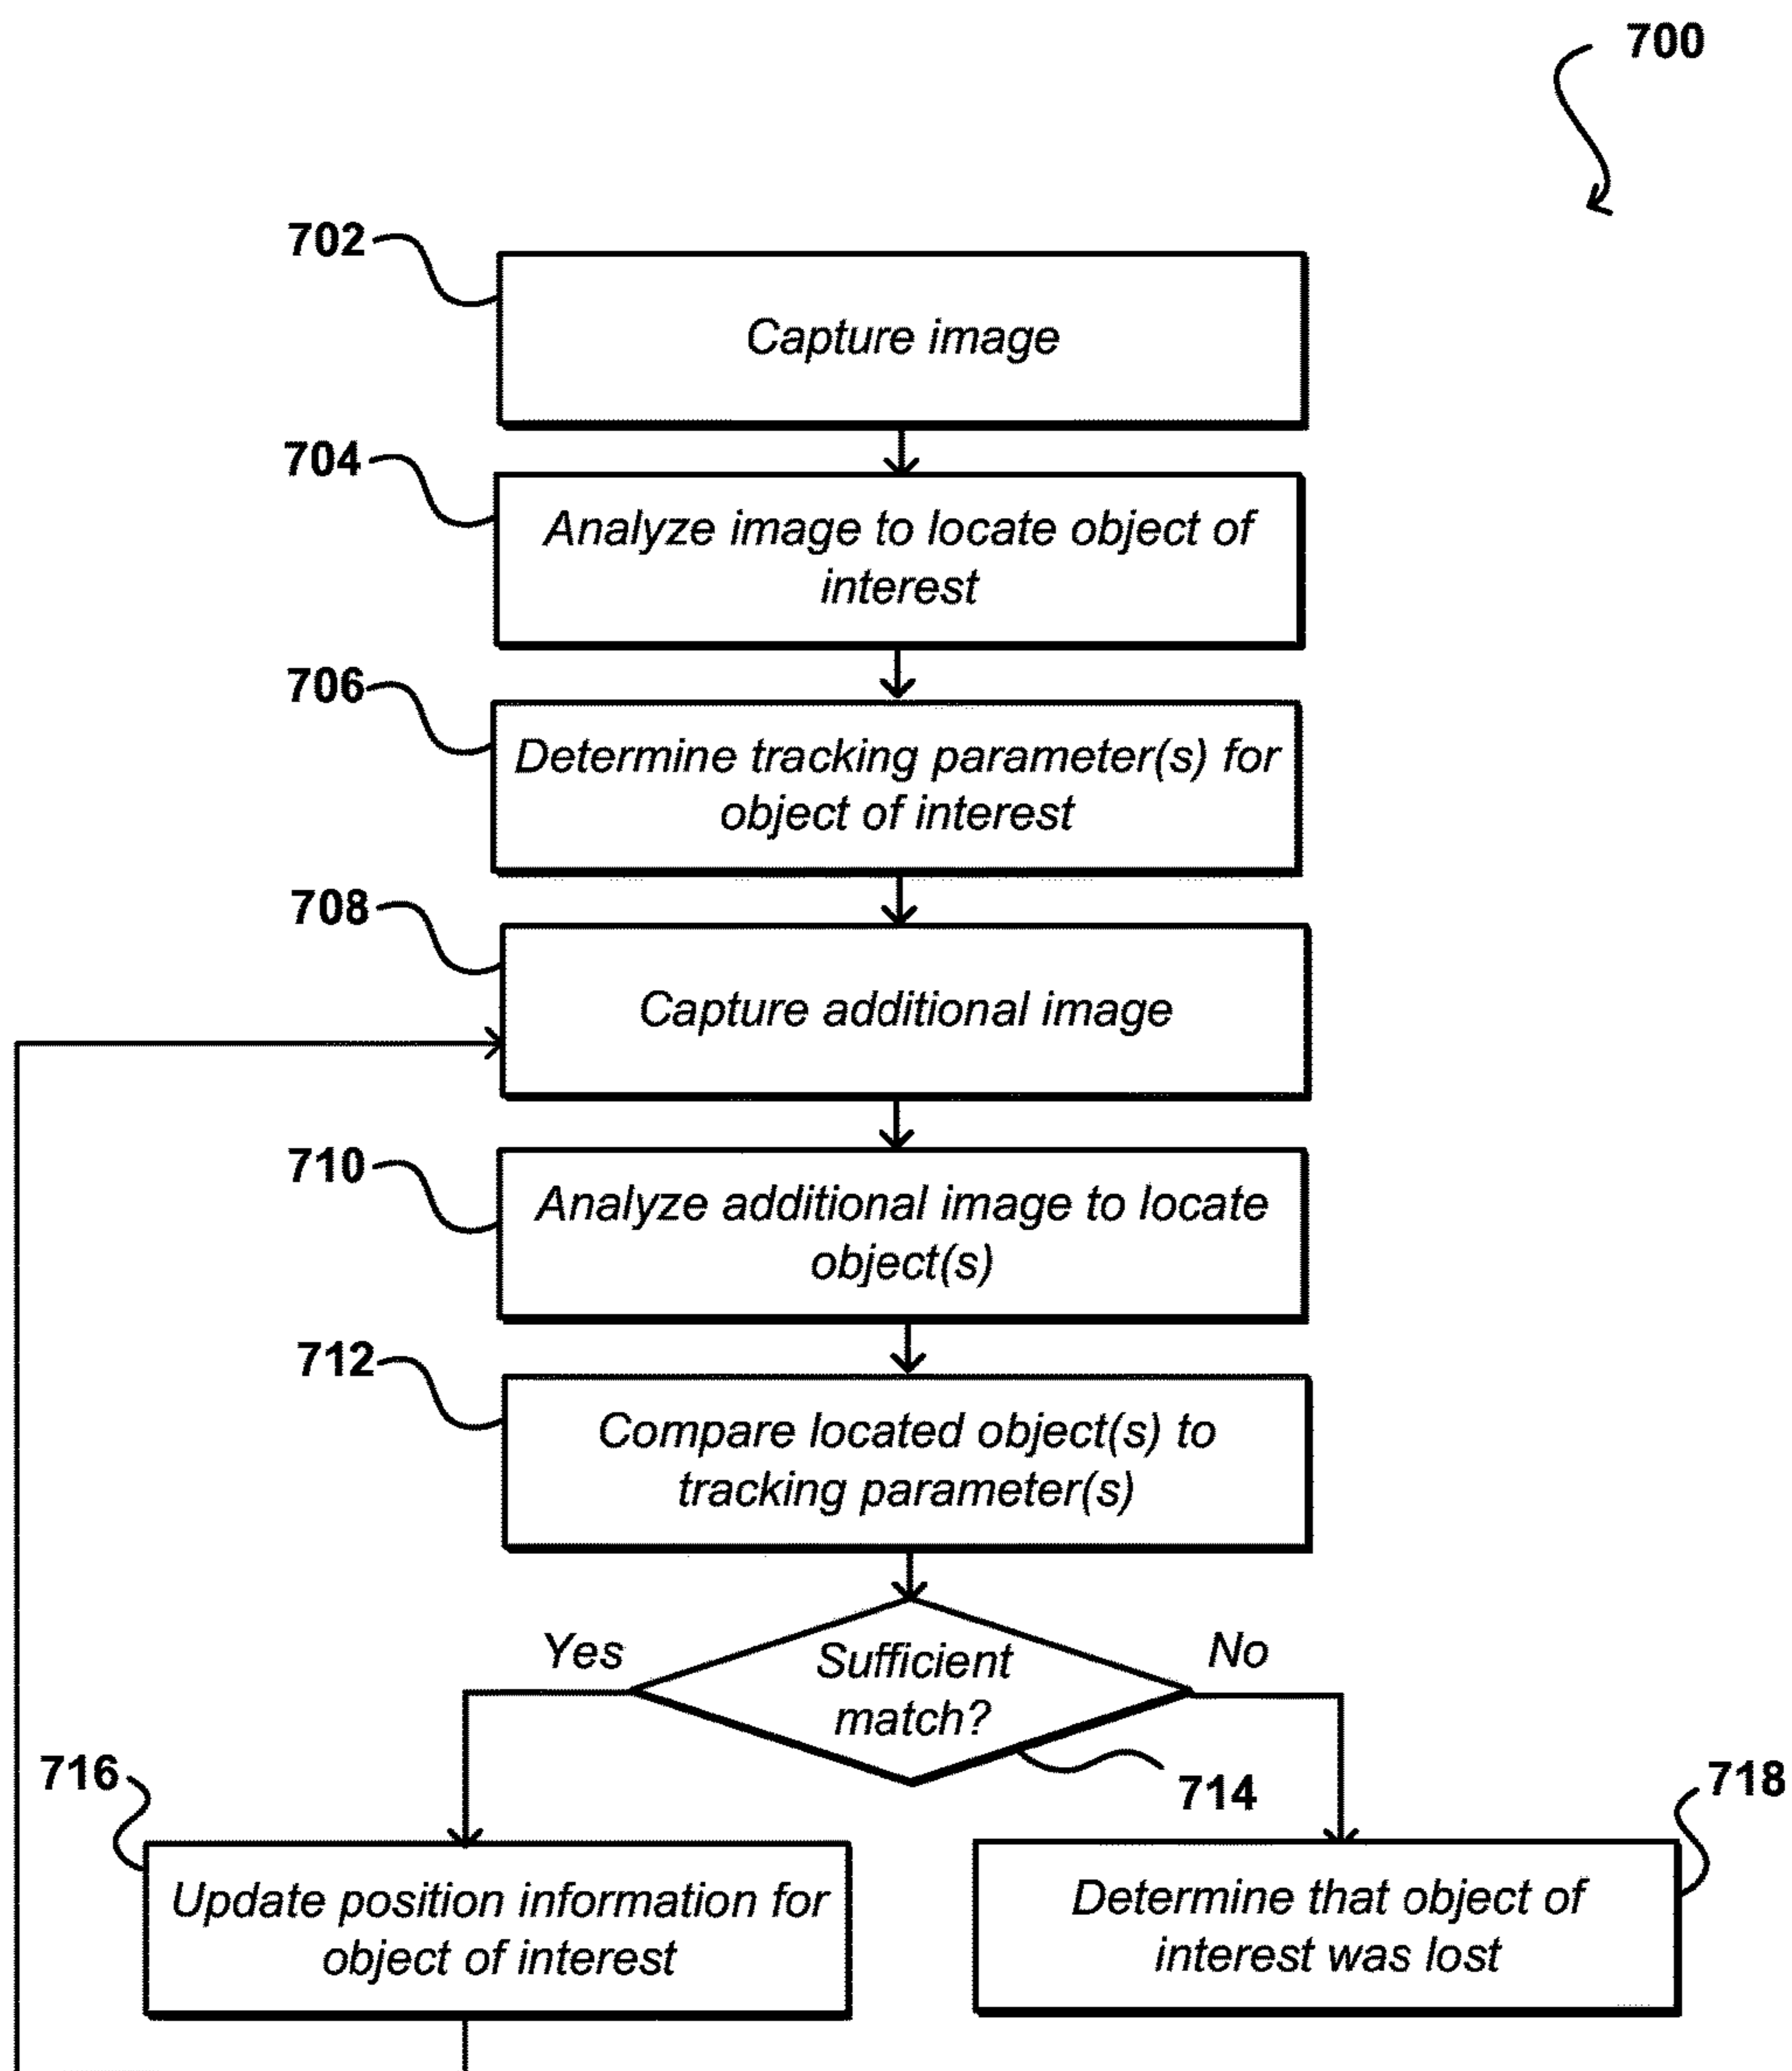 700
702
Capture image
704
Analyze image to locate object of
interest
706
Determine tracking parameter(s) for
object of interest
708
Capture additional image
710
Analyze additional image to locate
object(s)
712
Compare located object(s) to
tracking parameter(s)
Yes
Sufficient
match?
No
714
716
Update position information for
object of interest
718
Determine that object of
interest was lost